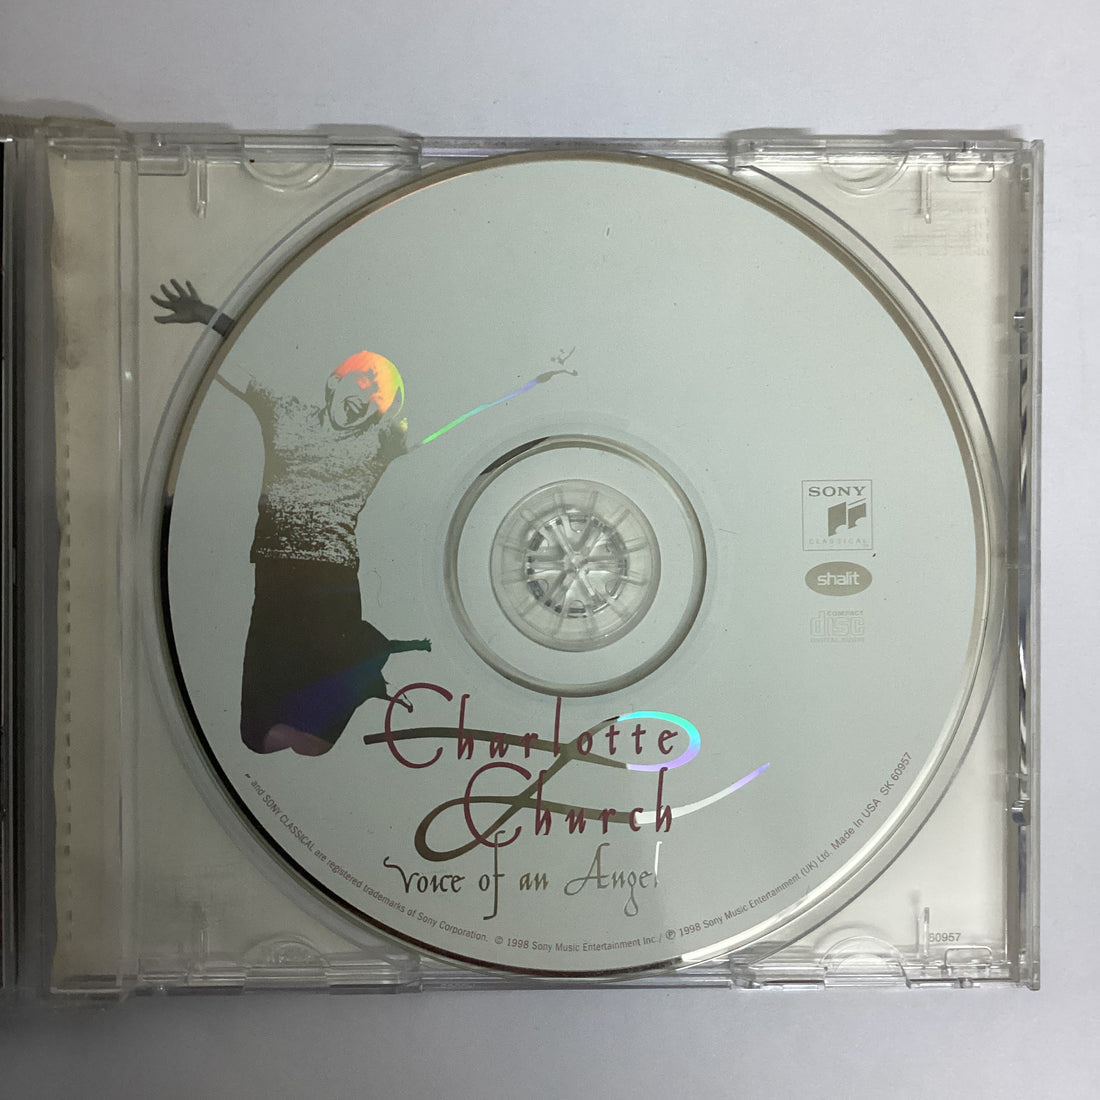 SONY
CLASSICAL
shalit
COMPACT
disc
DIGITAL AUDIO
Charlotte
Church
Voice of an Angel
" and SONY CLASSICAL are registered trademarks of Sony Corporation. © 1998 Sony Music Entertainment Inc./ ℗ 1998 Sony Music Entertainment (UK) Ltd. Made In USA SK 60957
60957